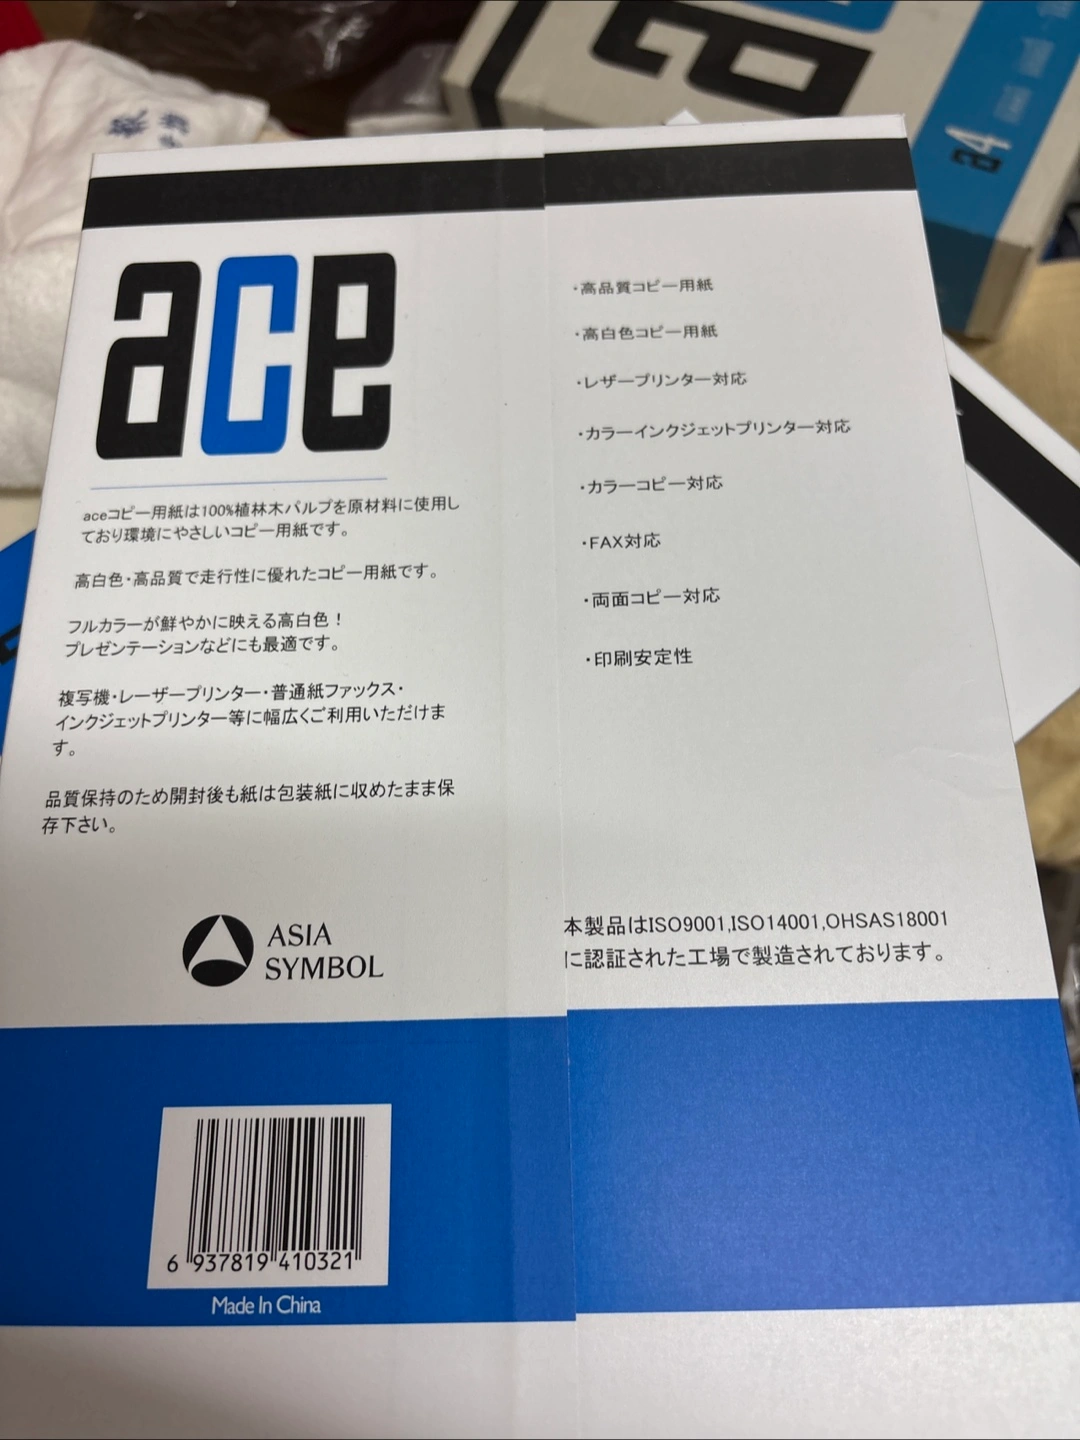 a4
ace
aceコピー用紙は100%植林木パルプを原材料に使用し
ており環境にやさしいコピー用紙です。
高白色・高品質で走行性に優れたコピー用紙です。
フルカラーが鮮やかに映える高白色！
プレゼンテーションなどにも最適です。
複写機・レーザープリンター・普通紙ファックス・
インクジェットプリンター等に幅広くご利用いただけま
す。
品質保持のため開封後も紙は包装紙に収めたまま保
存下さい。
ASIA
SYMBOL
6 937819 410321
Made In China
・高品質コピー用紙
・高白色コピー用紙
・レザープリンター対応
・カラーインクジェットプリンター対応
・カラーコピー対応
・FAX対応
・両面コピー対応
・印刷安定性
本製品はISO9001,ISO14001,OHSAS18001
に認証された工場で製造されております。